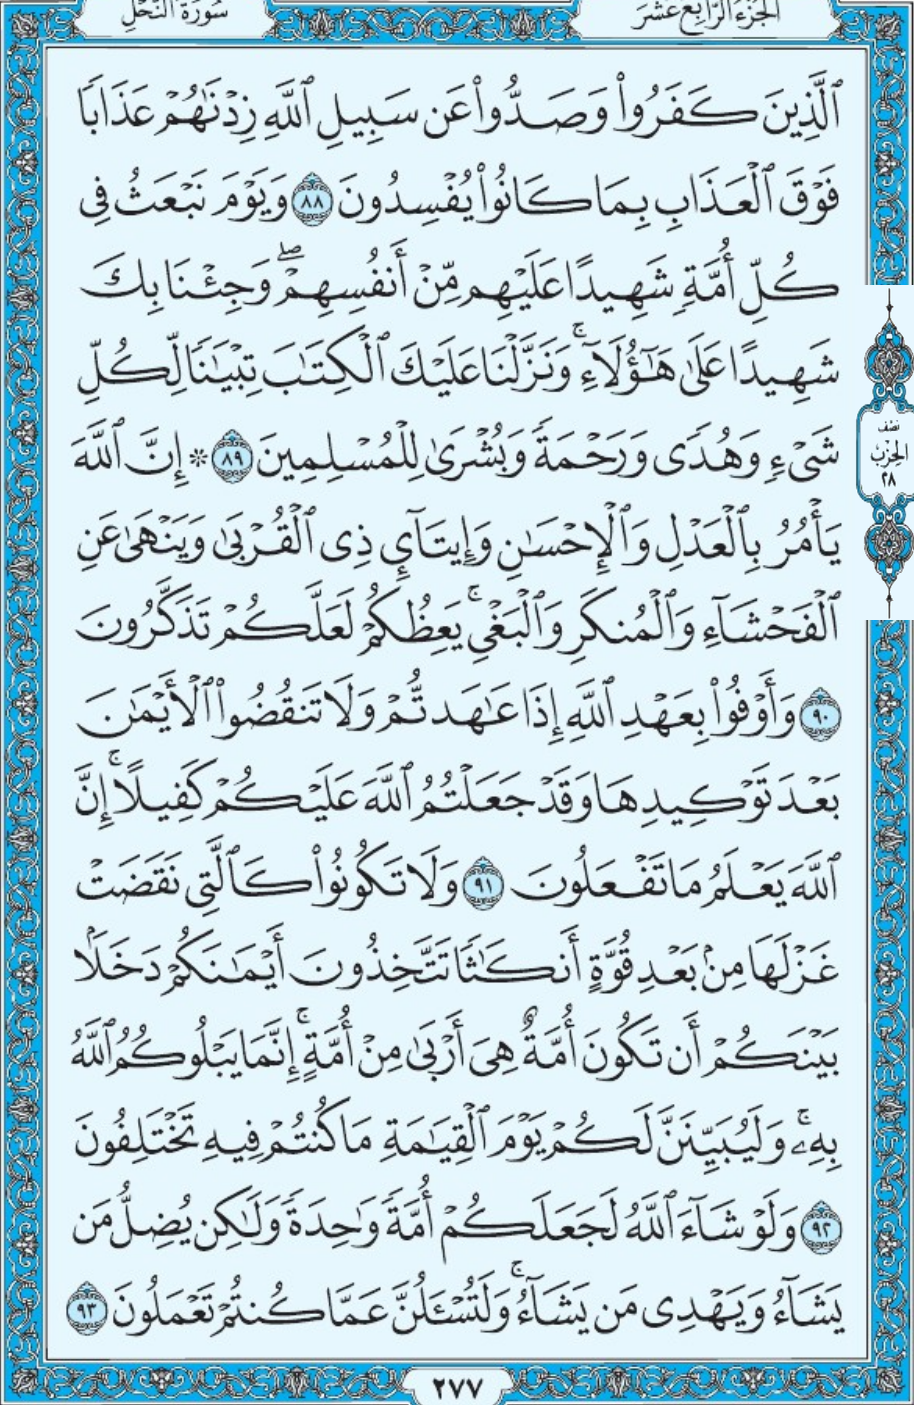 سُورَةُ النَّحْلِ
الجُزْءُ الرَّابِعَ عَشَرَ
ٱلَّذِينَ كَفَرُوا۟ وَصَدُّوا۟ عَن سَبِيلِ ٱللَّهِ زِدْنَٰهُمْ عَذَابًا
فَوْقَ ٱلْعَذَابِ بِمَا كَانُوا۟ يُفْسِدُونَ ٨٨ وَيَوْمَ نَبْعَثُ فِى
كُلِّ أُمَّةٍ شَهِيدًا عَلَيْهِم مِّنْ أَنفُسِهِمْ ۖ وَجِئْنَا بِكَ
شَهِيدًا عَلَىٰ هَٰٓؤُلَآءِ ۚ وَنَزَّلْنَا عَلَيْكَ ٱلْكِتَٰبَ تِبْيَٰنًا لِّكُلِّ
شَىْءٍ وَهُدًى وَرَحْمَةً وَبُشْرَىٰ لِلْمُسْلِمِينَ ٨٩ ۞ إِنَّ ٱللَّهَ
يَأْمُرُ بِٱلْعَدْلِ وَٱلْإِحْسَٰنِ وَإِيتَآئِ ذِى ٱلْقُرْبَىٰ وَيَنْهَىٰ عَنِ
ٱلْفَحْشَآءِ وَٱلْمُنكَرِ وَٱلْبَغْىِ ۚ يَعِظُكُمْ لَعَلَّكُمْ تَذَكَّرُونَ
٩٠ وَأَوْفُوا۟ بِعَهْدِ ٱللَّهِ إِذَا عَٰهَدتُّمْ وَلَا تَنقُضُوا۟ ٱلْأَيْمَٰنَ
بَعْدَ تَوْكِيدِهَا وَقَدْ جَعَلْتُمُ ٱللَّهَ عَلَيْكُمْ كَفِيلًا ۚ إِنَّ
ٱللَّهَ يَعْلَمُ مَا تَفْعَلُونَ ٩١ وَلَا تَكُونُوا۟ كَٱلَّتِى نَقَضَتْ
غَزْلَهَا مِنۢ بَعْدِ قُوَّةٍ أَنكَٰثًا تَتَّخِذُونَ أَيْمَٰنَكُمْ دَخَلًۢا
بَيْنَكُمْ أَن تَكُونَ أُمَّةٌ هِىَ أَرْبَىٰ مِنْ أُمَّةٍ ۚ إِنَّمَا يَبْلُوكُمُ ٱللَّهُ
بِهِۦ ۚ وَلَيُبَيِّنَنَّ لَكُمْ يَوْمَ ٱلْقِيَٰمَةِ مَا كُنتُمْ فِيهِ تَخْتَلِفُونَ
٩٢ وَلَوْ شَآءَ ٱللَّهُ لَجَعَلَكُمْ أُمَّةً وَٰحِدَةً وَلَٰكِن يُضِلُّ مَن
يَشَآءُ وَيَهْدِى مَن يَشَآءُ ۚ وَلَتُسْـَٔلُنَّ عَمَّا كُنتُمْ تَعْمَلُونَ ٩٣
نصْف
الحِزْب
٢٨
٢٧٧